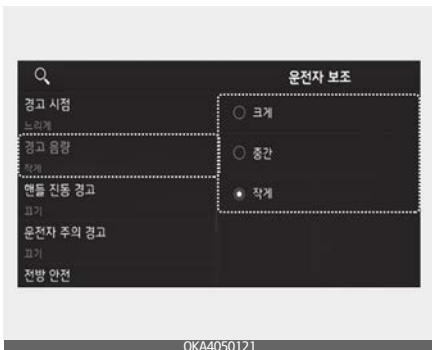 운전자 보조
경고 시점
느리게
경고 음량
작게
핸들 진동 경고
끄기
운전자 주의 경고
끄기
전방 안전
크게
중간
작게
OKA4050121